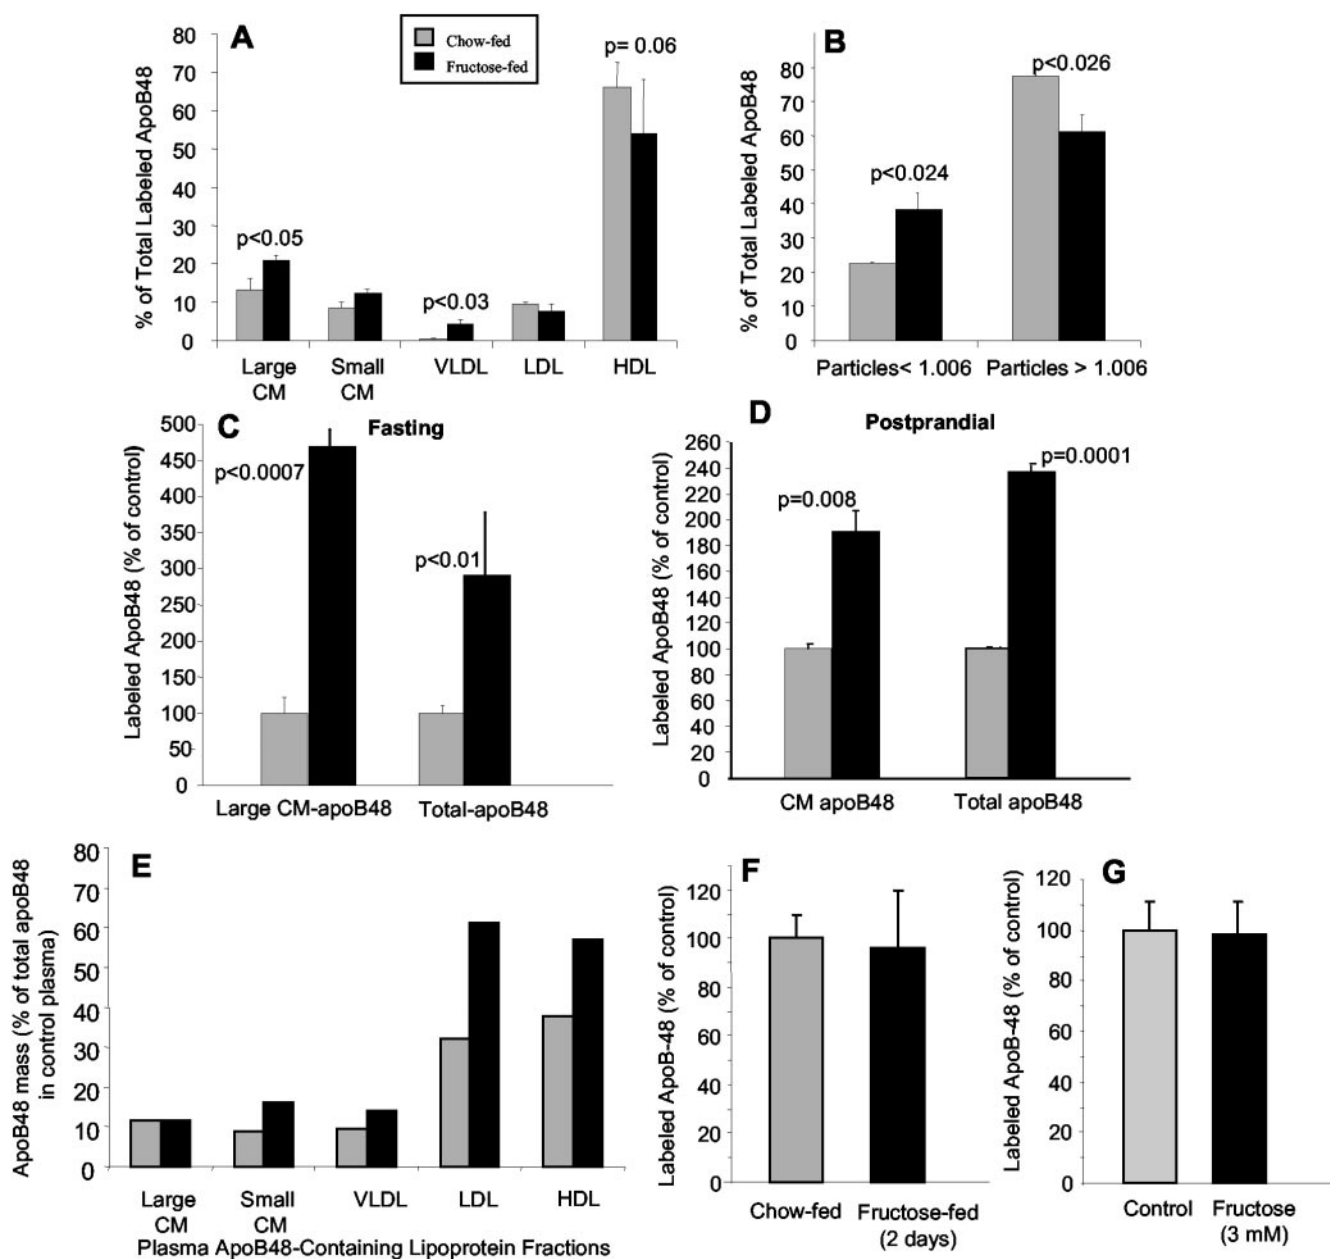 A
Chow-fed
Fructose-fed
% of Total Labeled ApoB48
80
70
60
50
40
30
20
10
0
p<0.05
p<0.03
p= 0.06
Large CM
Small CM
VLDL
LDL
HDL
B
% of Total Labeled ApoB48
80
70
60
50
40
30
20
10
0
p<0.024
p<0.026
Particles< 1.006
Particles > 1.006
C
Fasting
Labeled ApoB48 (% of control)
500
450
400
350
300
250
200
150
100
50
0
p<0.0007
p<0.01
Large CM-apoB48
Total-apoB48
D
Postprandial
Labeled ApoB48 (% of control)
260
240
220
200
180
160
140
120
100
80
60
40
20
0
p=0.008
p=0.0001
CM apoB48
Total apoB48
E
ApoB48 mass (% of total apoB48
in control plasma)
80
70
60
50
40
30
20
10
0
Large
CM
Small
CM
VLDL
LDL
HDL
Plasma ApoB48-Containing Lipoprotein Fractions
F
Labeled ApoB-48 (% of control)
120
100
80
60
40
20
0
Chow-fed
Fructose-fed
(2 days)
G
Labeled ApoB-48 (% of control)
120
100
80
60
40
20
0
Control
Fructose
(3 mM)